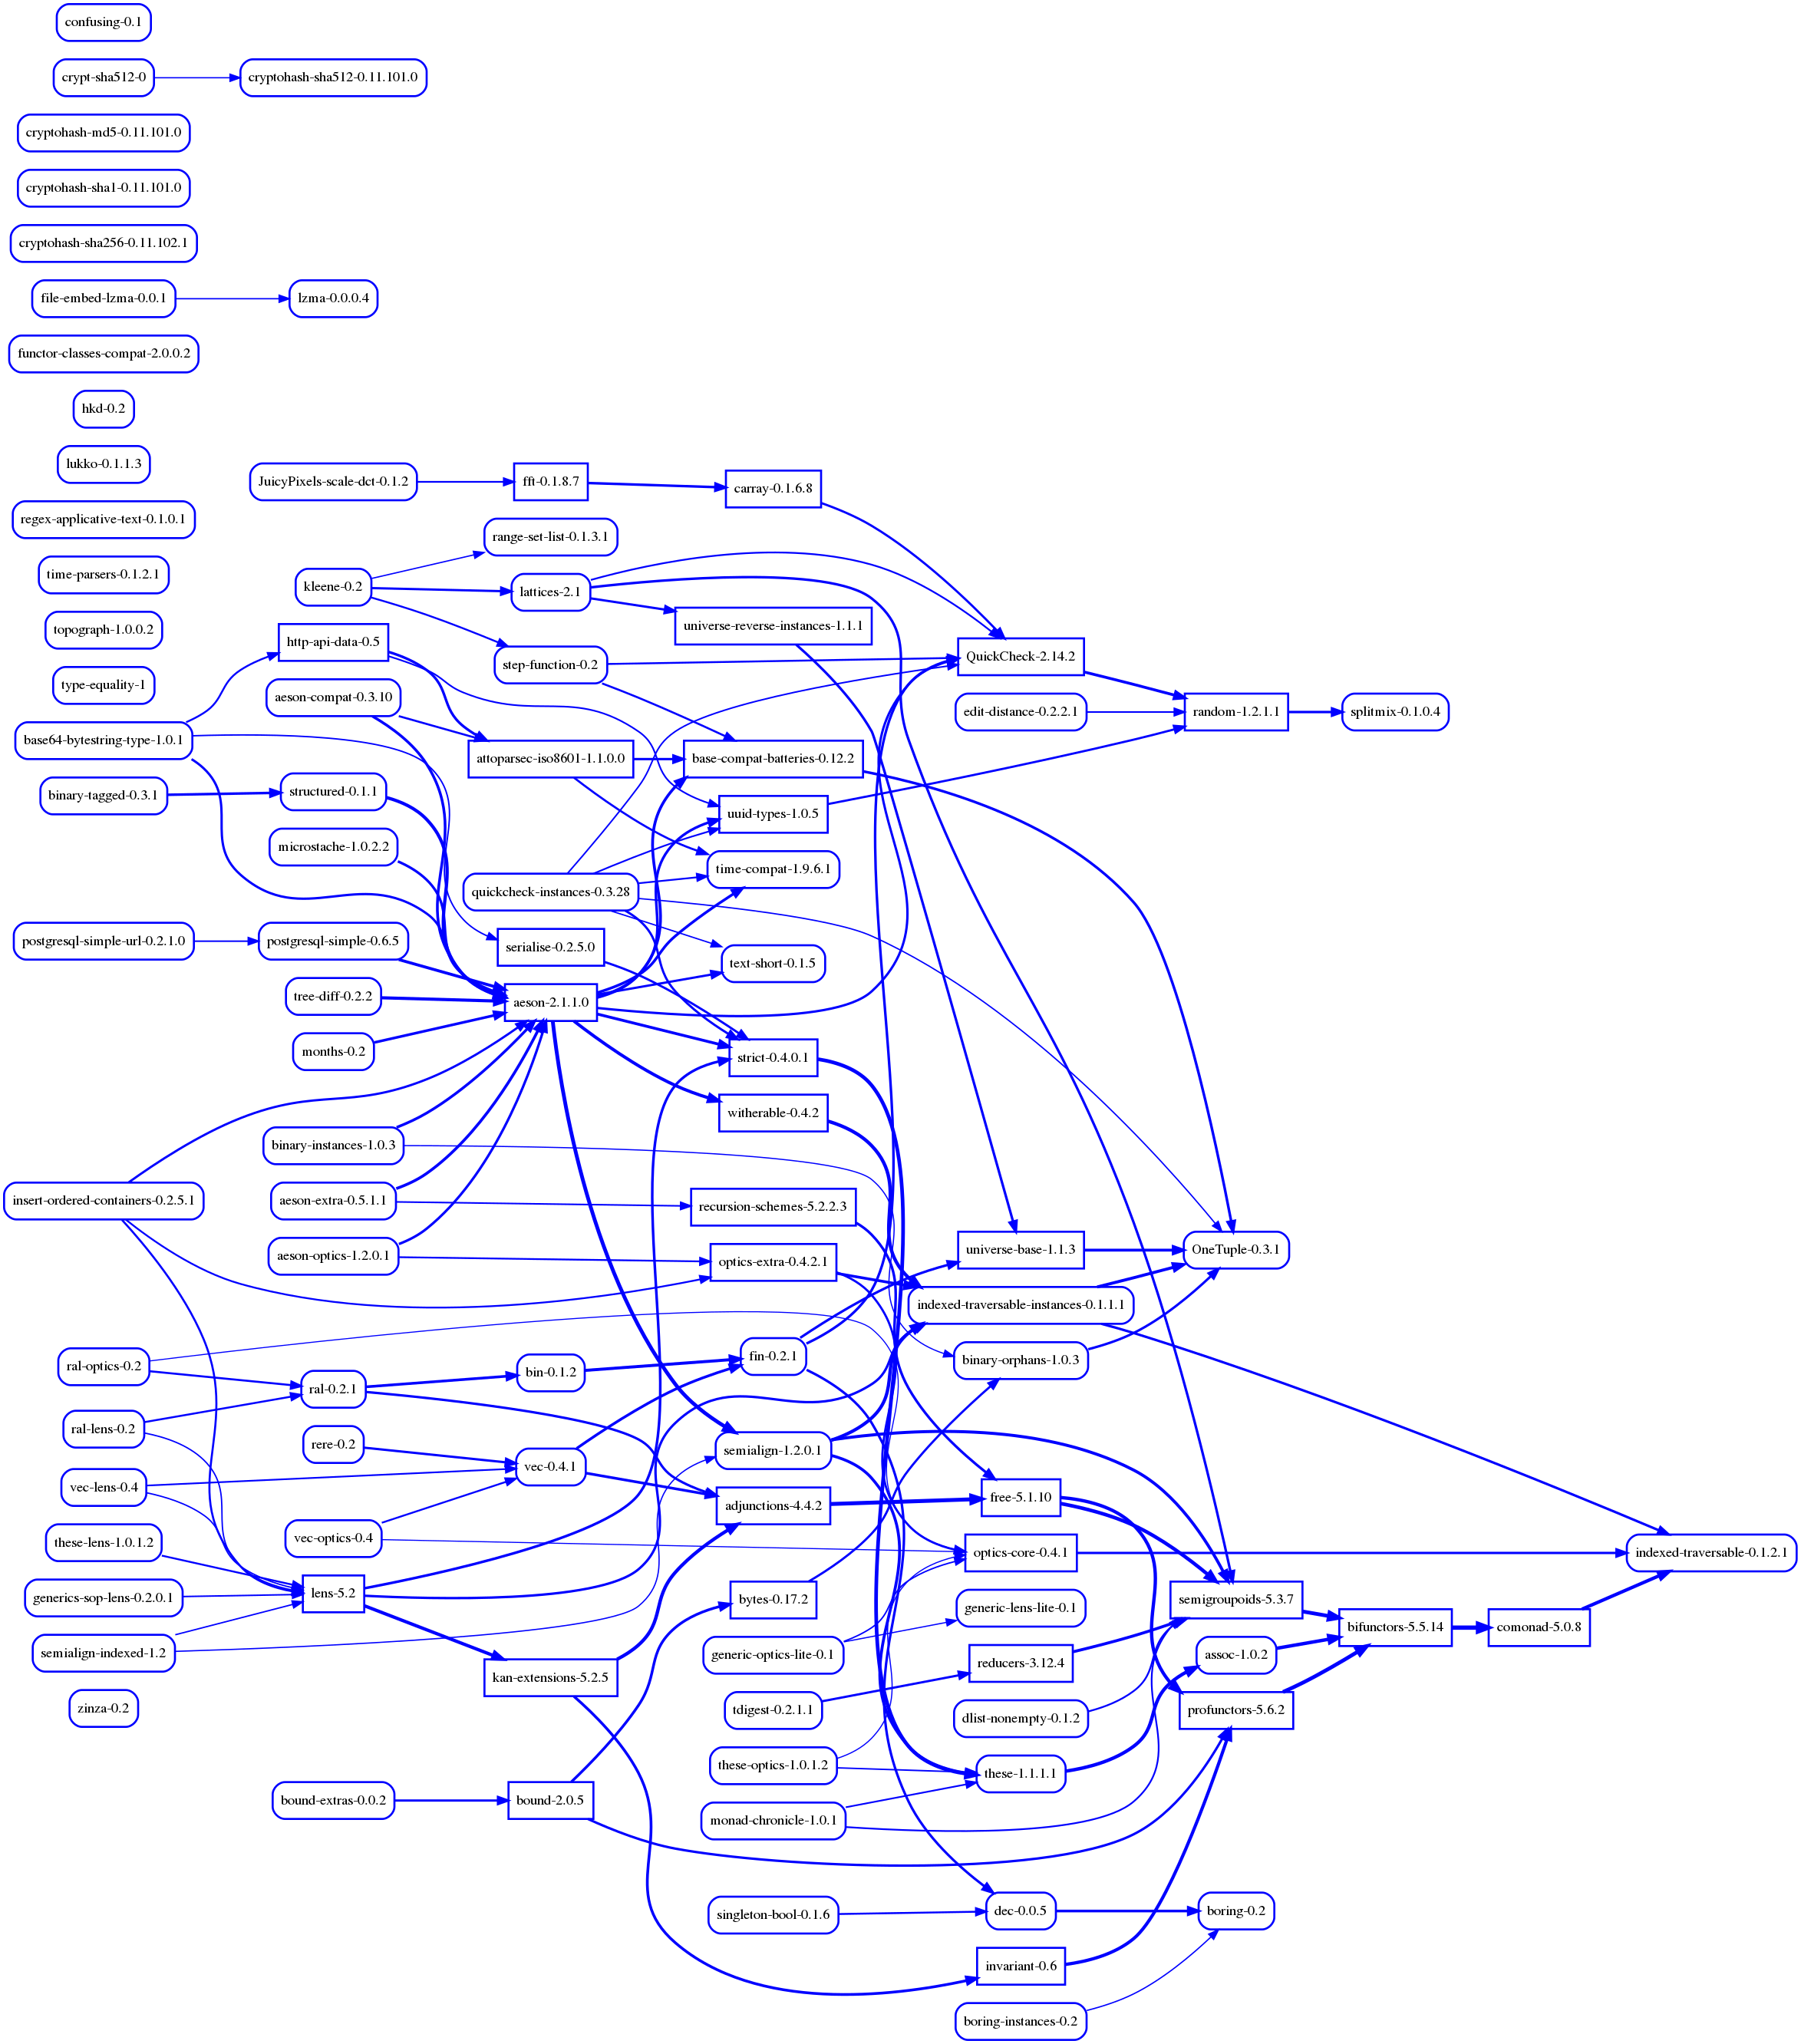 confusing-0.1
crypt-sha512-0
cryptohash-sha512-0.11.101.0
cryptohash-md5-0.11.101.0
cryptohash-sha1-0.11.101.0
cryptohash-sha256-0.11.102.1
file-embed-lzma-0.0.1
lzma-0.0.0.4
functor-classes-compat-2.0.0.2
hkd-0.2
lukko-0.1.1.3
JuicyPixels-scale-dct-0.1.2
fft-0.1.8.7
carray-0.1.6.8
regex-applicative-text-0.1.0.1
range-set-list-0.1.3.1
time-parsers-0.1.2.1
kleene-0.2
lattices-2.1
universe-reverse-instances-1.1.1
topograph-1.0.0.2
http-api-data-0.5
step-function-0.2
QuickCheck-2.14.2
type-equality-1
aeson-compat-0.3.10
edit-distance-0.2.2.1
random-1.2.1.1
splitmix-0.1.0.4
base64-bytestring-type-1.0.1
attoparsec-iso8601-1.1.0.0
base-compat-batteries-0.12.2
binary-tagged-0.3.1
structured-0.1.1
uuid-types-1.0.5
microstache-1.0.2.2
time-compat-1.9.6.1
quickcheck-instances-0.3.28
postgresql-simple-url-0.2.1.0
postgresql-simple-0.6.5
serialise-0.2.5.0
text-short-0.1.5
tree-diff-0.2.2
aeson-2.1.1.0
months-0.2
strict-0.4.0.1
witherable-0.4.2
binary-instances-1.0.3
insert-ordered-containers-0.2.5.1
aeson-extra-0.5.1.1
recursion-schemes-5.2.2.3
aeson-optics-1.2.0.1
optics-extra-0.4.2.1
universe-base-1.1.3
OneTuple-0.3.1
indexed-traversable-instances-0.1.1.1
ral-optics-0.2
ral-0.2.1
bin-0.1.2
fin-0.2.1
binary-orphans-1.0.3
ral-lens-0.2
rere-0.2
semialign-1.2.0.1
vec-lens-0.4
vec-0.4.1
adjunctions-4.4.2
free-5.1.10
these-lens-1.0.1.2
vec-optics-0.4
optics-core-0.4.1
indexed-traversable-0.1.2.1
generics-sop-lens-0.2.0.1
lens-5.2
bytes-0.17.2
generic-lens-lite-0.1
semigroupoids-5.3.7
bifunctors-5.5.14
comonad-5.0.8
semialign-indexed-1.2
kan-extensions-5.2.5
generic-optics-lite-0.1
reducers-3.12.4
assoc-1.0.2
zinza-0.2
tdigest-0.2.1.1
dlist-nonempty-0.1.2
profunctors-5.6.2
these-optics-1.0.1.2
these-1.1.1.1
bound-extras-0.0.2
bound-2.0.5
monad-chronicle-1.0.1
singleton-bool-0.1.6
dec-0.0.5
boring-0.2
invariant-0.6
boring-instances-0.2